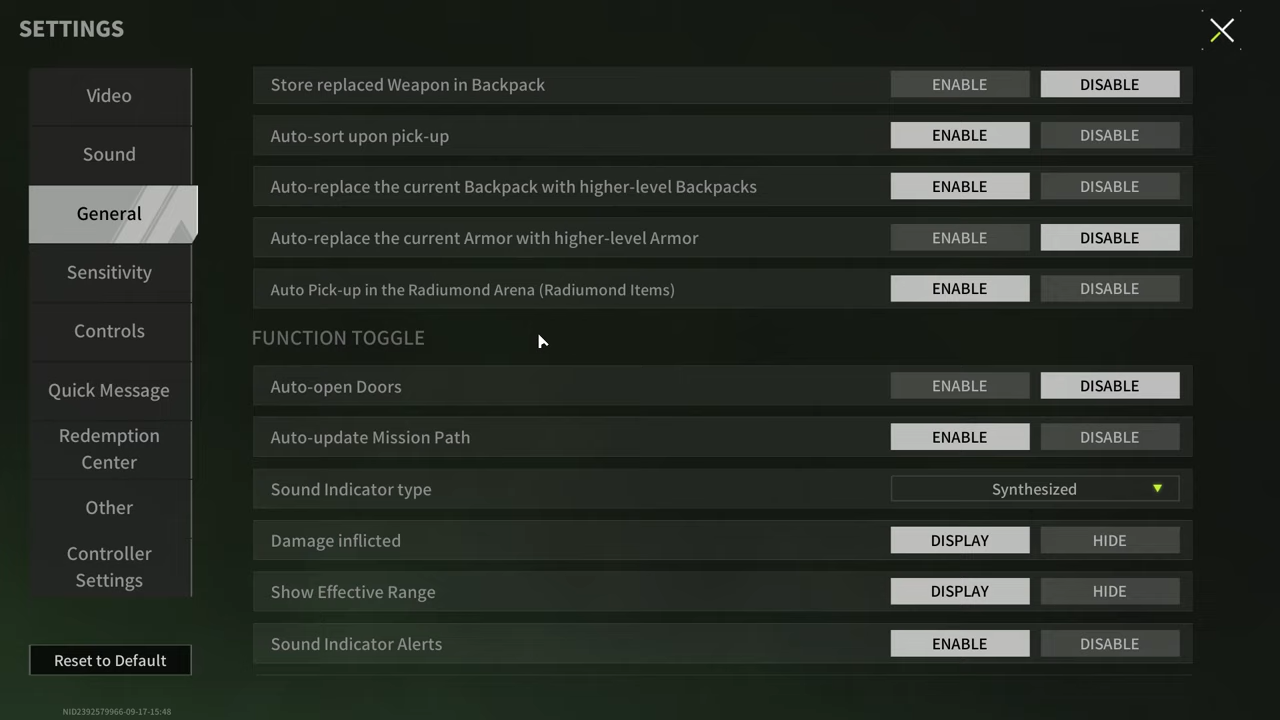 SETTINGS
Video
Sound
General
Sensitivity
Controls
Quick Message
Redemption
Center
Other
Controller
Settings
Reset to Default
NID2392579966-09-17-15:48
Store replaced Weapon in Backpack ENABLE DISABLE
Auto-sort upon pick-up ENABLE DISABLE
Auto-replace the current Backpack with higher-level Backpacks ENABLE DISABLE
Auto-replace the current Armor with higher-level Armor ENABLE DISABLE
Auto Pick-up in the Radiumond Arena (Radiumond Items) ENABLE DISABLE
FUNCTION TOGGLE
Auto-open Doors ENABLE DISABLE
Auto-update Mission Path ENABLE DISABLE
Sound Indicator type Synthesized
Damage inflicted DISPLAY HIDE
Show Effective Range DISPLAY HIDE
Sound Indicator Alerts ENABLE DISABLE